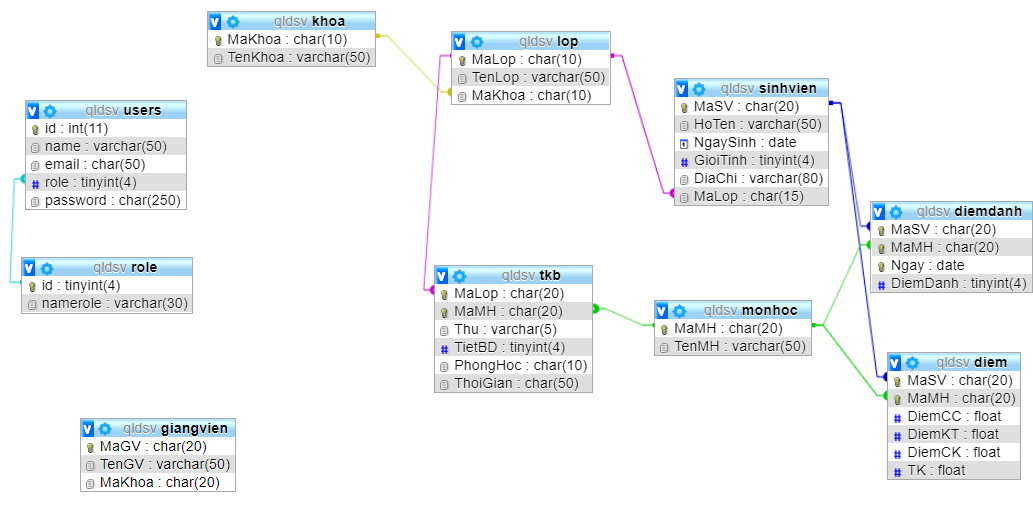 qldsv khoa
MaKhoa : char(10)
TenKhoa : varchar(50)
qldsv lop
MaLop : char(10)
TenLop : varchar(50)
MaKhoa : char(10)
qldsv sinhvien
MaSV : char(20)
HoTen : varchar(50)
NgaySinh : date
GioiTinh : tinyint(4)
DiaChi : varchar(80)
MaLop : char(15)
qldsv users
id : int(11)
name : varchar(50)
email : char(50)
role : tinyint(4)
password : char(250)
qldsv diemdanh
MaSV : char(20)
MaMH : char(20)
Ngay : date
DiemDanh : tinyint(4)
qldsv role
id : tinyint(4)
namerole : varchar(30)
qldsv tkb
MaLop : char(20)
MaMH : char(20)
Thu : varchar(5)
TietBD : tinyint(4)
PhongHoc : char(10)
ThoiGian : char(50)
qldsv monhoc
MaMH : char(20)
TenMH : varchar(50)
qldsv diem
MaSV : char(20)
MaMH : char(20)
DiemCC : float
DiemKT : float
DiemCK : float
TK : float
qldsv giangvien
MaGV : char(20)
TenGV : varchar(50)
MaKhoa : char(20)